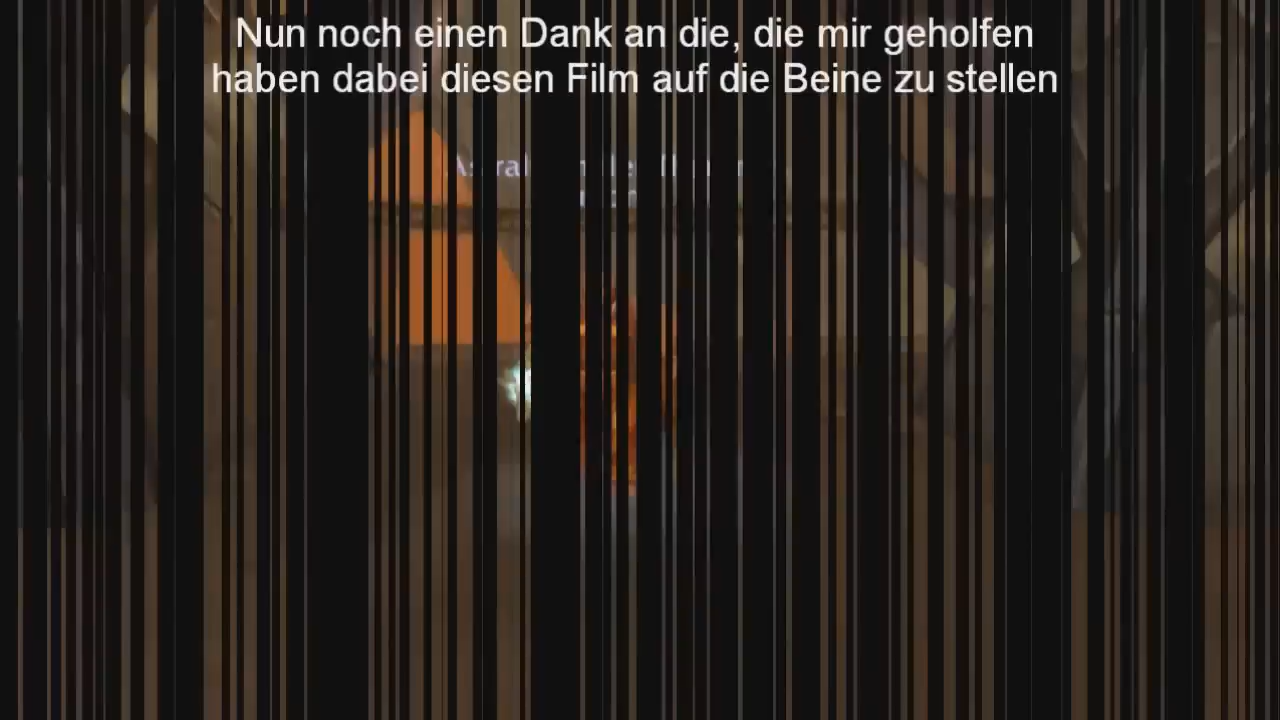 Nun noch einen Dank an die, die mir geholfen
haben dabei diesen Film auf die Beine zu stellen